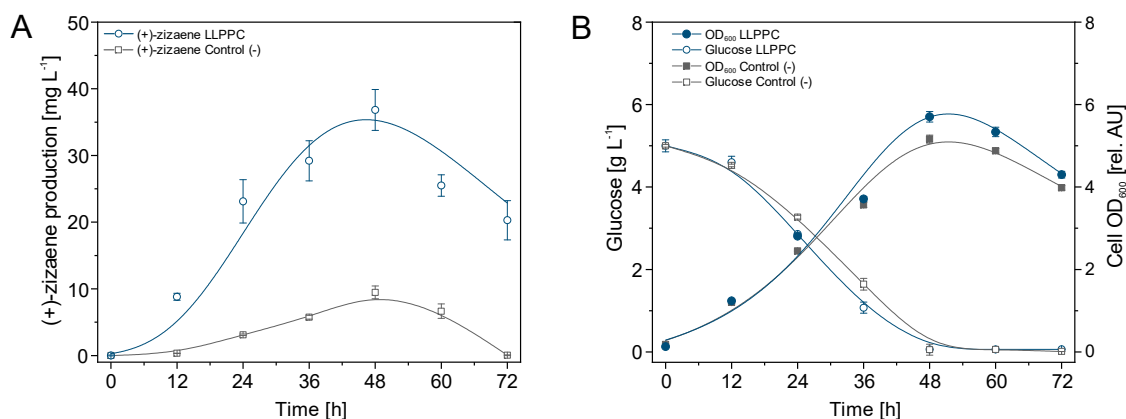 A
(+)-zizaene LLPPC
(+)-zizaene Control (-)
(+)-zizaene production [mg L⁻¹]
50
40
30
20
10
0
0 12 24 36 48 60 72
Time [h]
B
OD₆₀₀ LLPPC
Glucose LLPPC
OD₆₀₀ Control (-)
Glucose Control (-)
Glucose [g L⁻¹]
8
6
4
2
0
8
6
4
2
0
Cell OD₆₀₀ [rel. AU]
0 12 24 36 48 60 72
Time [h]